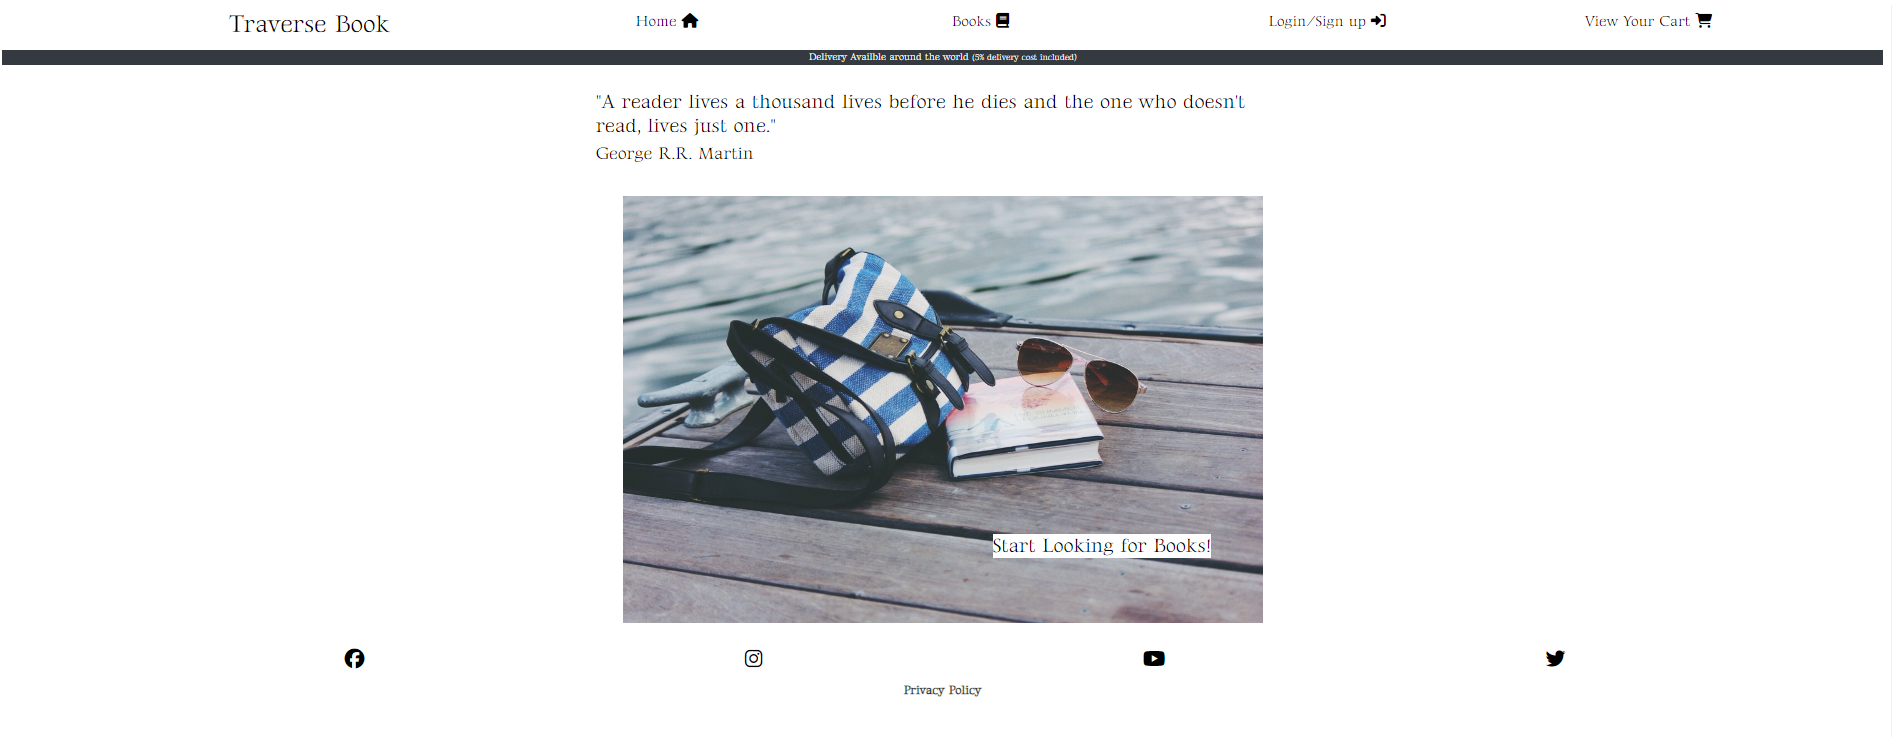 Traverse Book
Home
Books
Login/Sign up
View Your Cart
Delivery Availble around the world (5% delivery cost included)
"A reader lives a thousand lives before he dies and the one who doesn't
read, lives just one."
George R.R. Martin
Start Looking for Books!
Privacy Policy